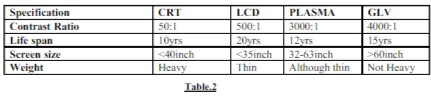 Specification CRT LCD PLASMA GLV
Contrast Ratio 50:1 500:1 3000:1 4000:1
Life span 10yrs 20yrs 12yrs 15yrs
Screen size <40inch <35inch 32-63inch >60inch
Weight Heavy Thin Although thin Not Heavy
Table.2